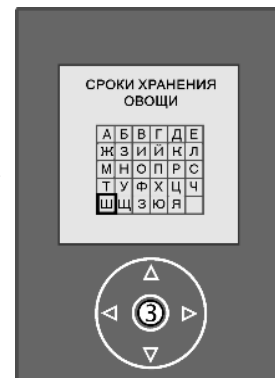 СРОКИ ХРАНЕНИЯ
ОВОЩИ
А Б В Г Д Е
Ж З И Й К Л
М Н О П Р С
Т У Ф Х Ц Ч
Ш Щ З Ю Я
3